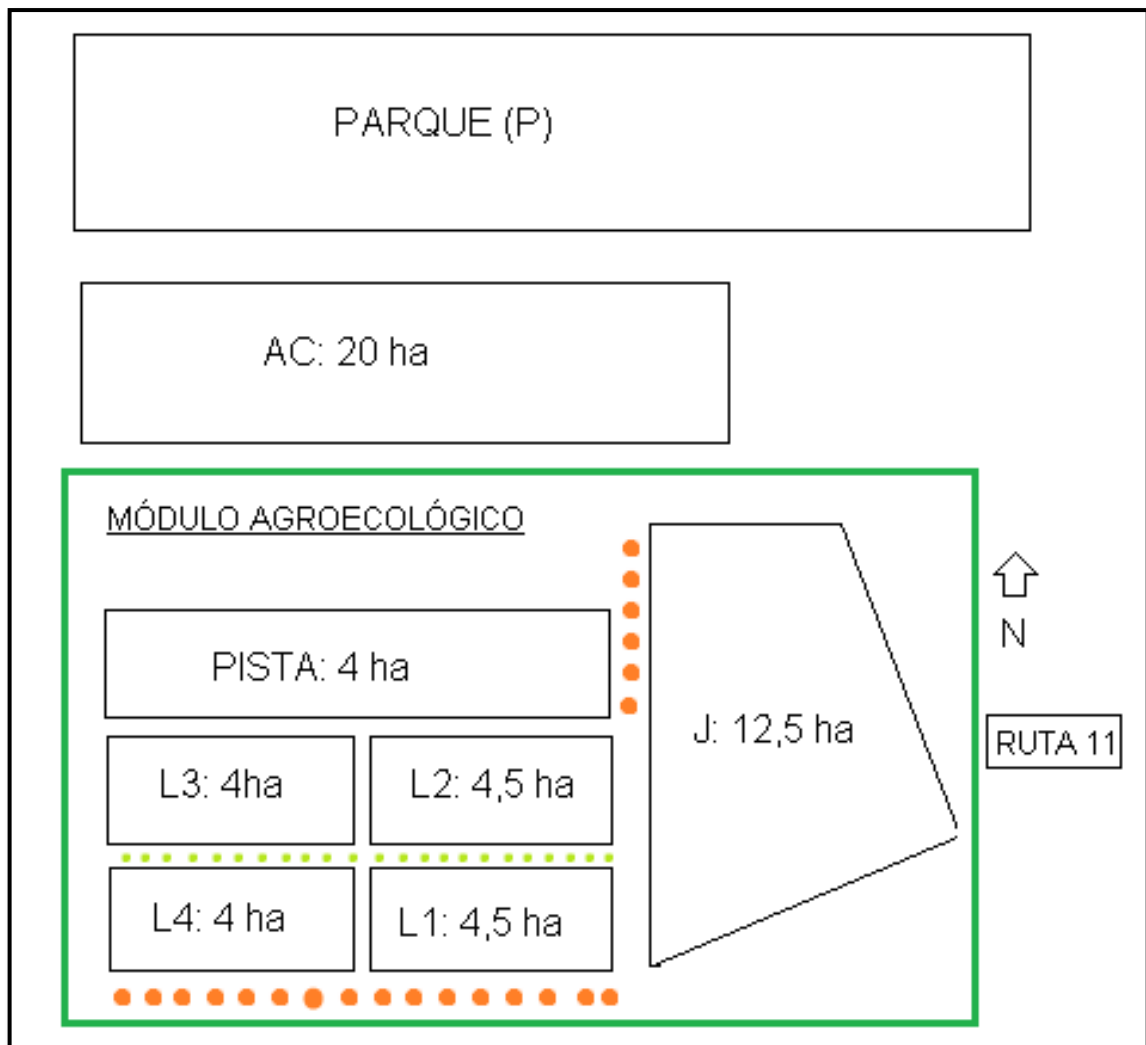 PARQUE (P)
AC: 20 ha
MÓDULO AGROECOLÓGICO
PISTA: 4 ha
J: 12,5 ha
N
RUTA 11
L3: 4ha
L2: 4,5 ha
L4: 4 ha
L1: 4,5 ha